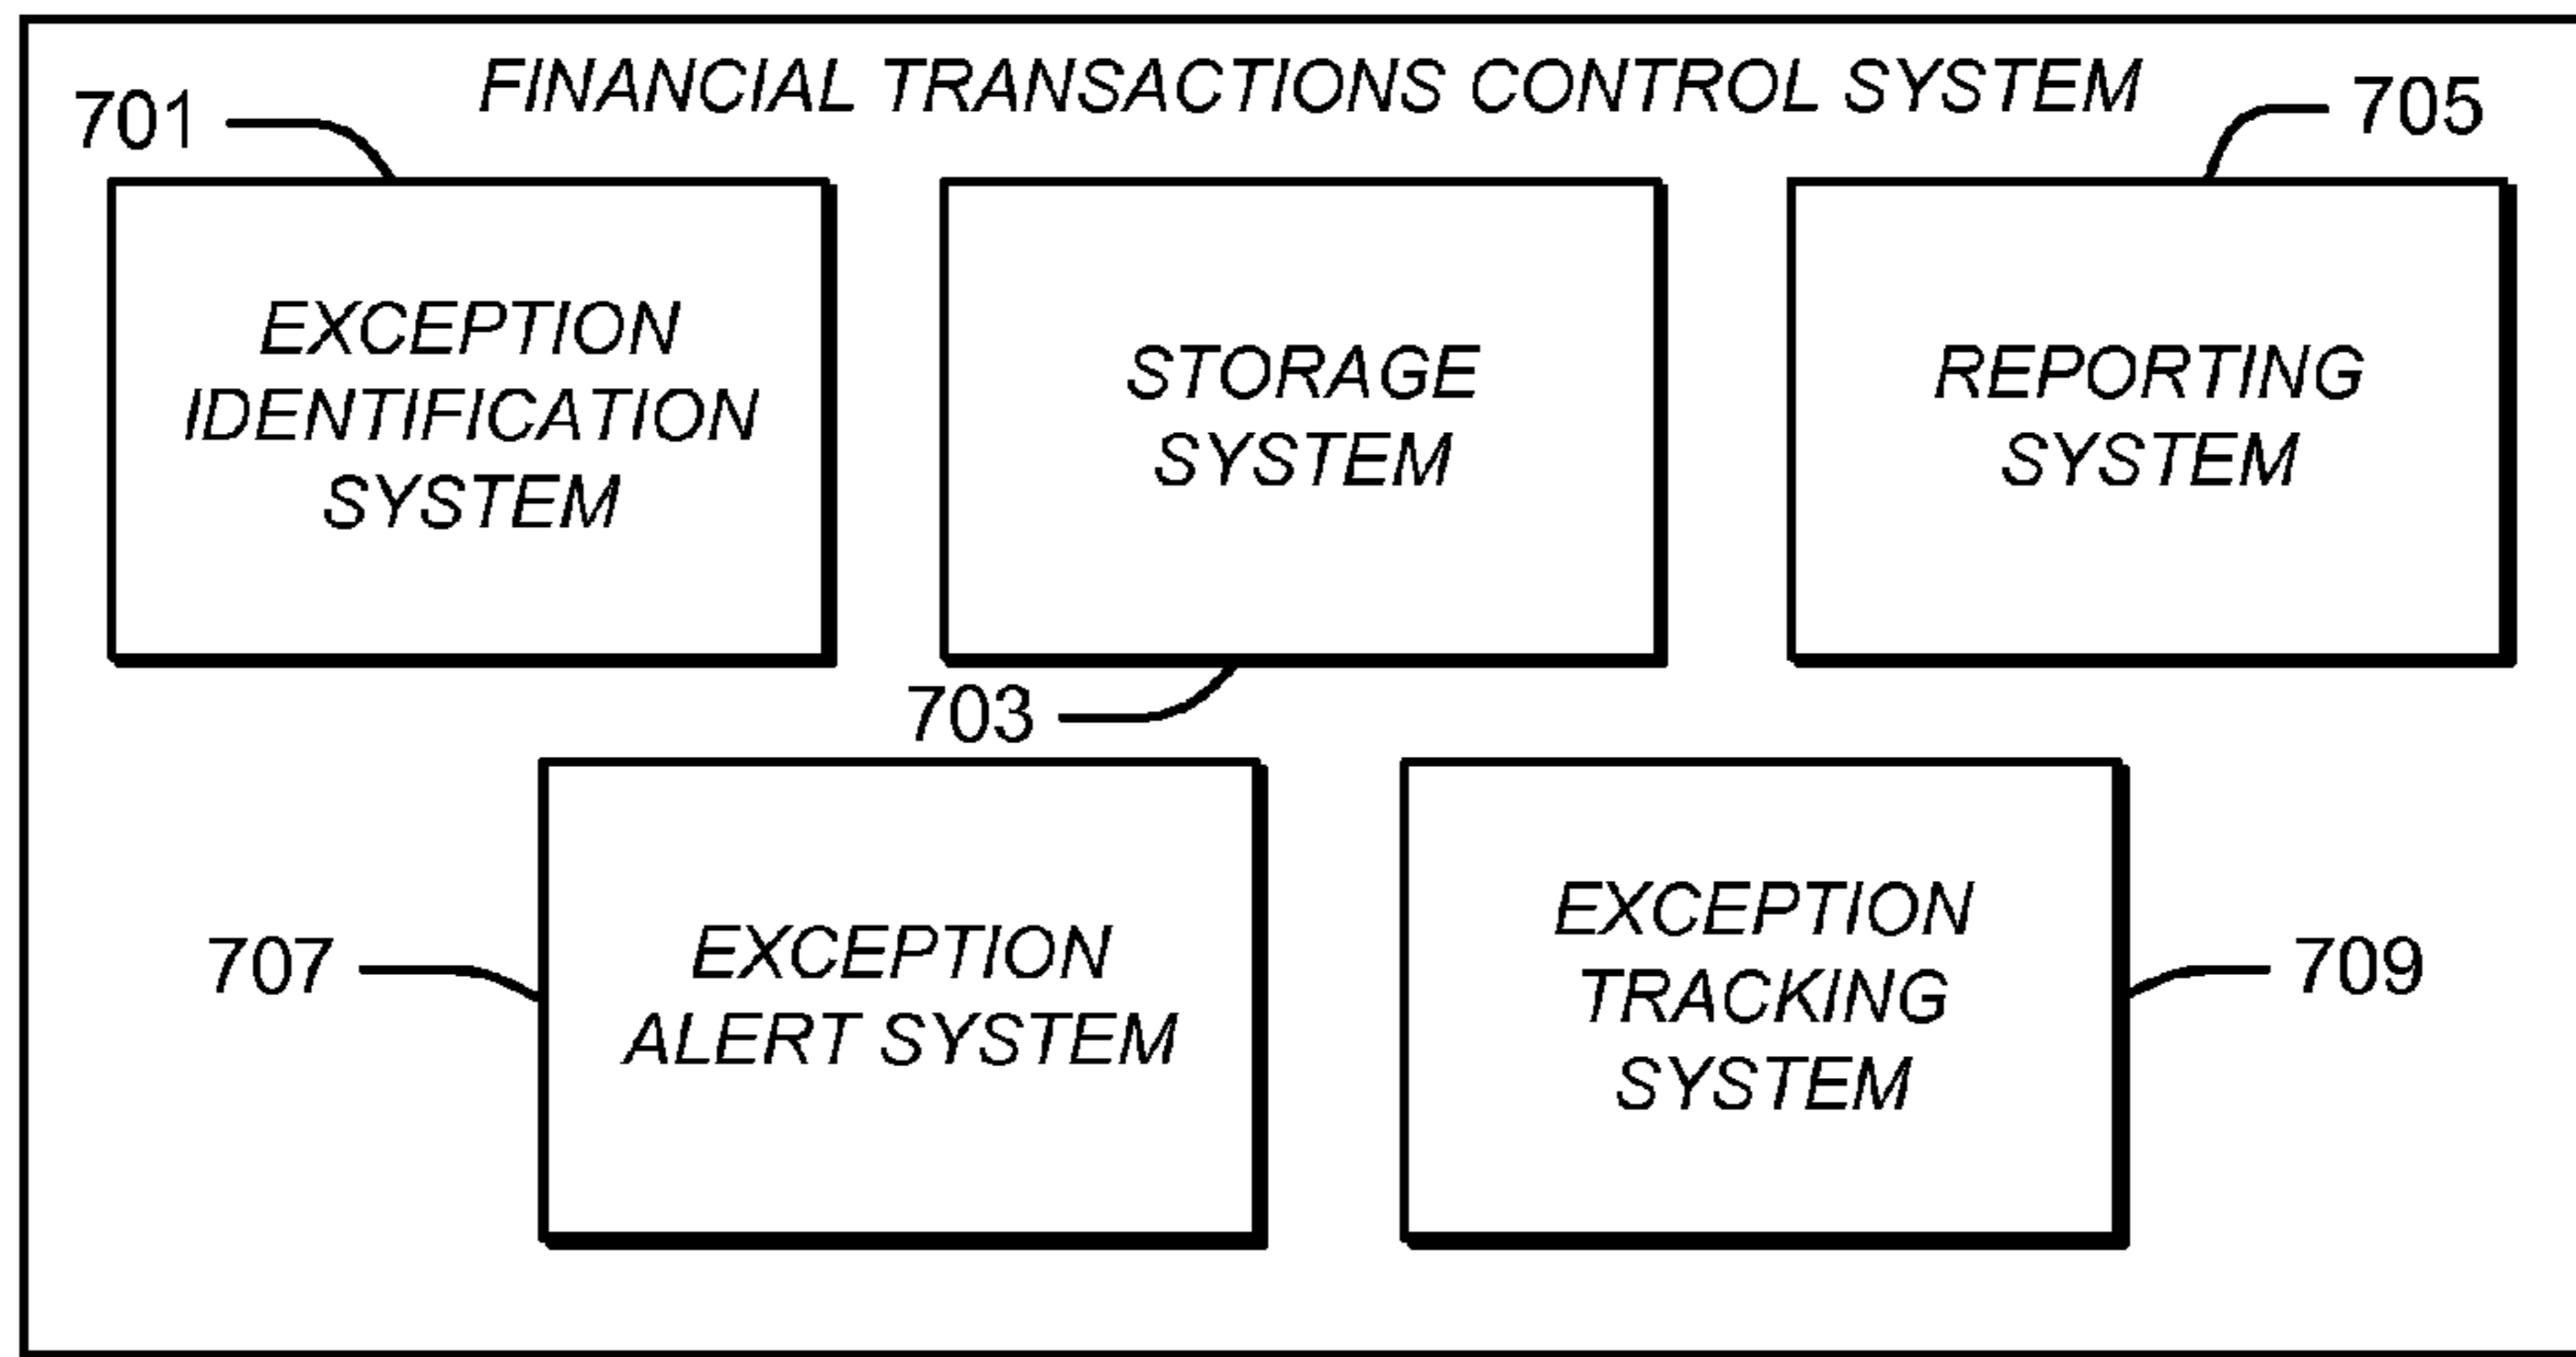 FINANCIAL TRANSACTIONS CONTROL SYSTEM
701
705
EXCEPTION
IDENTIFICATION
SYSTEM
STORAGE
SYSTEM
REPORTING
SYSTEM
703
707
EXCEPTION
ALERT SYSTEM
EXCEPTION
TRACKING
SYSTEM
709